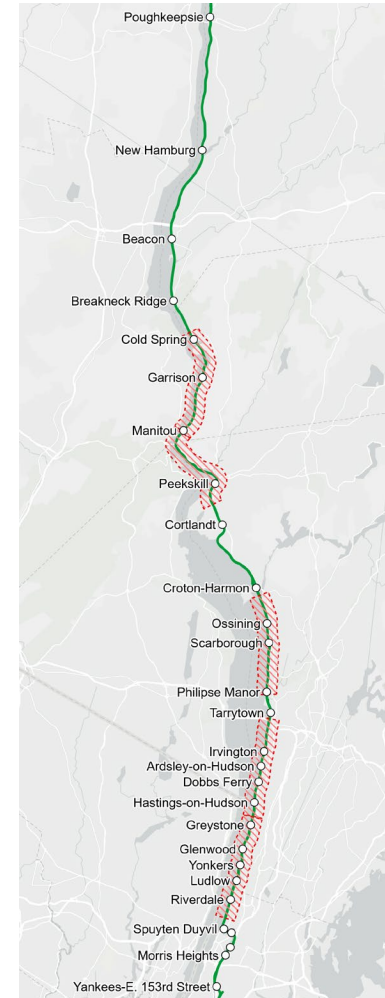 Poughkeepsie
New Hamburg
Beacon
Breakneck Ridge
Cold Spring
Garrison
Manitou
Peekskill
Cortlandt
Croton-Harmon
Ossining
Scarborough
Philipse Manor
Tarrytown
Irvington
Ardsley-on-Hudson
Dobbs Ferry
Hastings-on-Hudson
Greystone
Glenwood
Yonkers
Ludlow
Riverdale
Spuyten Duyvil
Morris Heights
Yankees-E. 153rd Street